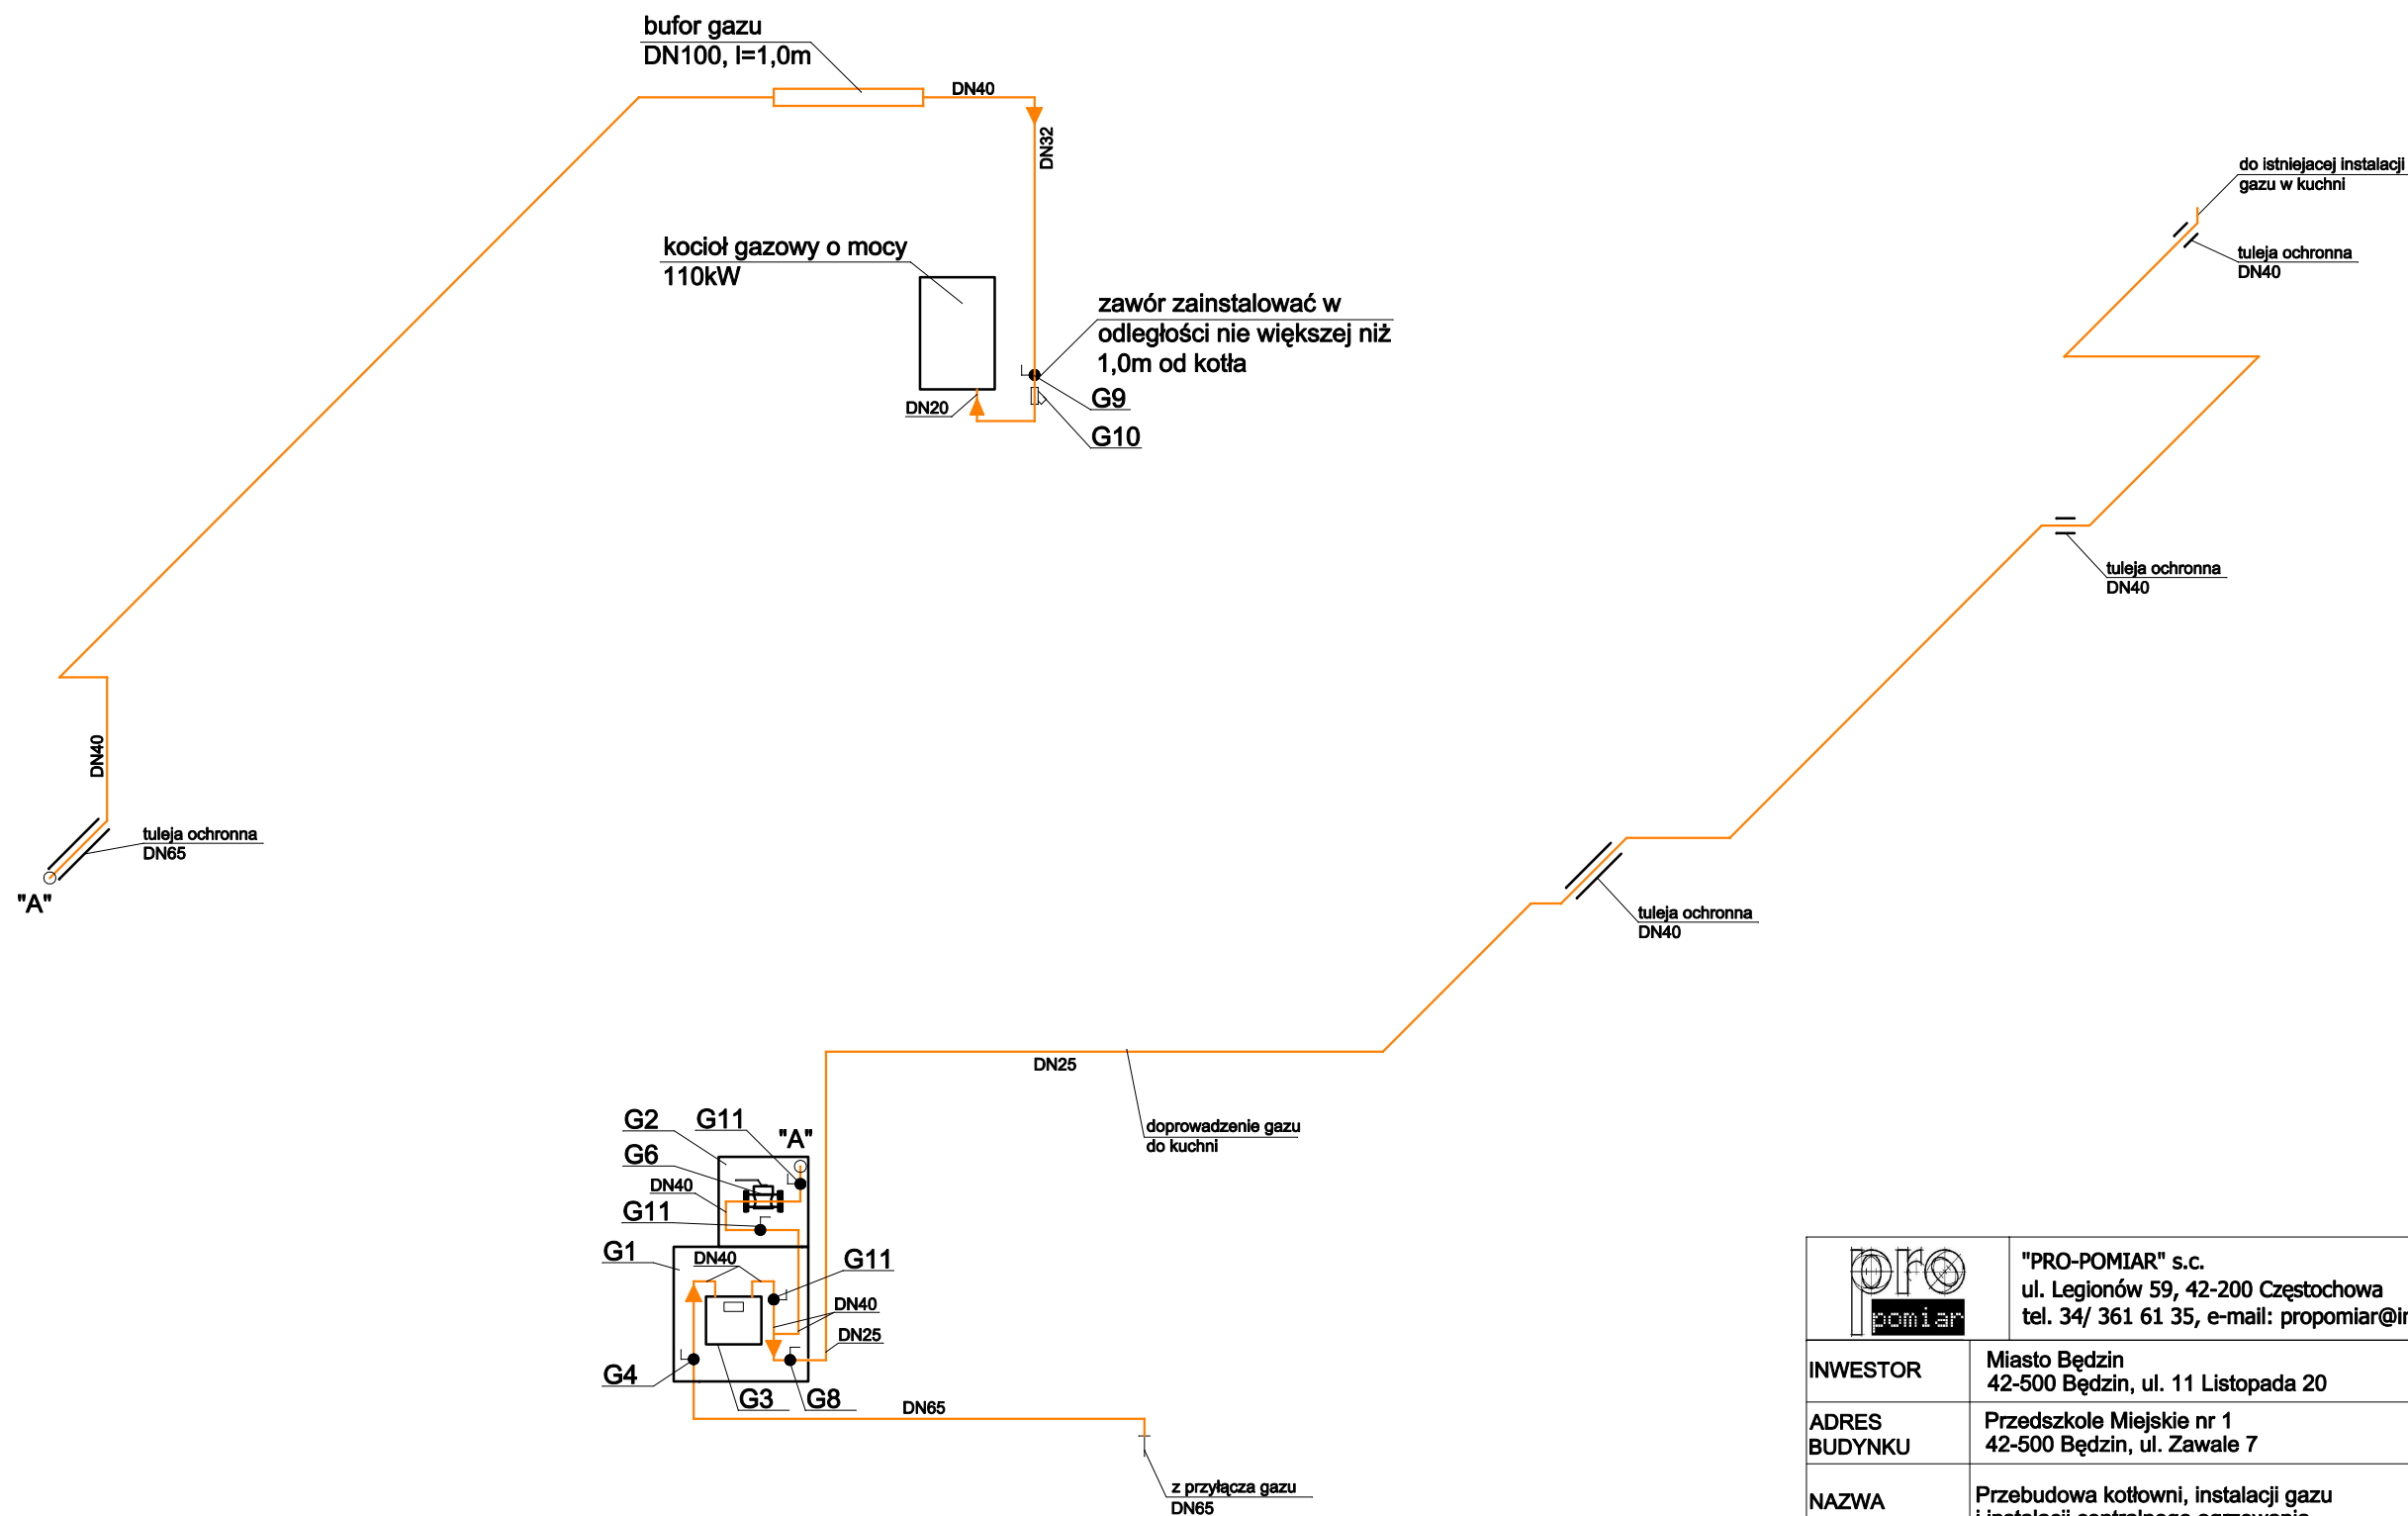 bufor gazu
DN100, l=1,0m
DN40
DN32
do istniejacej instalacji
gazu w kuchni
tuleja ochronna
DN40
kocioł gazowy o mocy
110kW
zawór zainstalować w
odległości nie większej niż
1,0m od kotła
DN20
G9
G10
tuleja ochronna
DN40
DN40
tuleja ochronna
DN65
"A"
tuleja ochronna
DN40
DN25
doprowadzenie gazu
do kuchni
G2
G11
"A"
G6
DN40
G11
G1
DN40
G11
DN40
DN25
G4
G3
G8
DN65
z przyłącza gazu
DN65
pro
pomiar
"PRO-POMIAR" s.c.
ul. Legionów 59, 42-200 Częstochowa
tel. 34/ 361 61 35, e-mail: propomiar@in
INWESTOR
Miasto Będzin
42-500 Będzin, ul. 11 Listopada 20
ADRES
BUDYNKU
Przedszkole Miejskie nr 1
42-500 Będzin, ul. Zawale 7
NAZWA
Przebudowa kotłowni, instalacji gazu
i instalacji centralnego ogrzewania